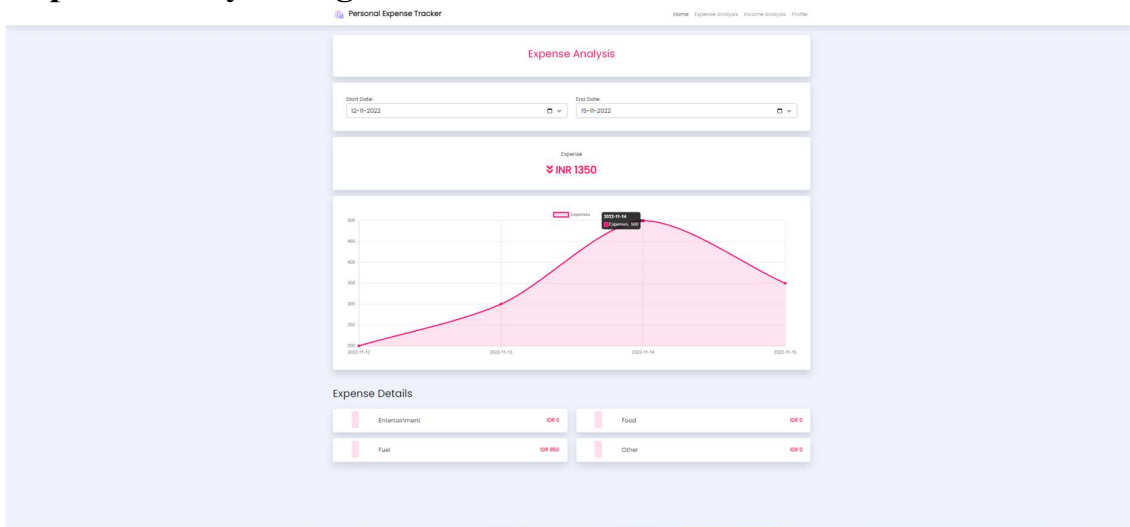 Personal Expense Tracker
Home Expense Analysis Income Analysis Profile
Expense Analysis
Start Date:
12-11-2022
End Date:
15-11-2022
Expense
INR 1350
Expenses
2022-11-14
Expenses: 500
500
450
400
350
300
250
200
2022-11-12 2022-11-13 2022-11-14 2022-11-15
Expense Details
Entertainment IDR 0
Food IDR 0
Fuel IDR 850
Other IDR 0